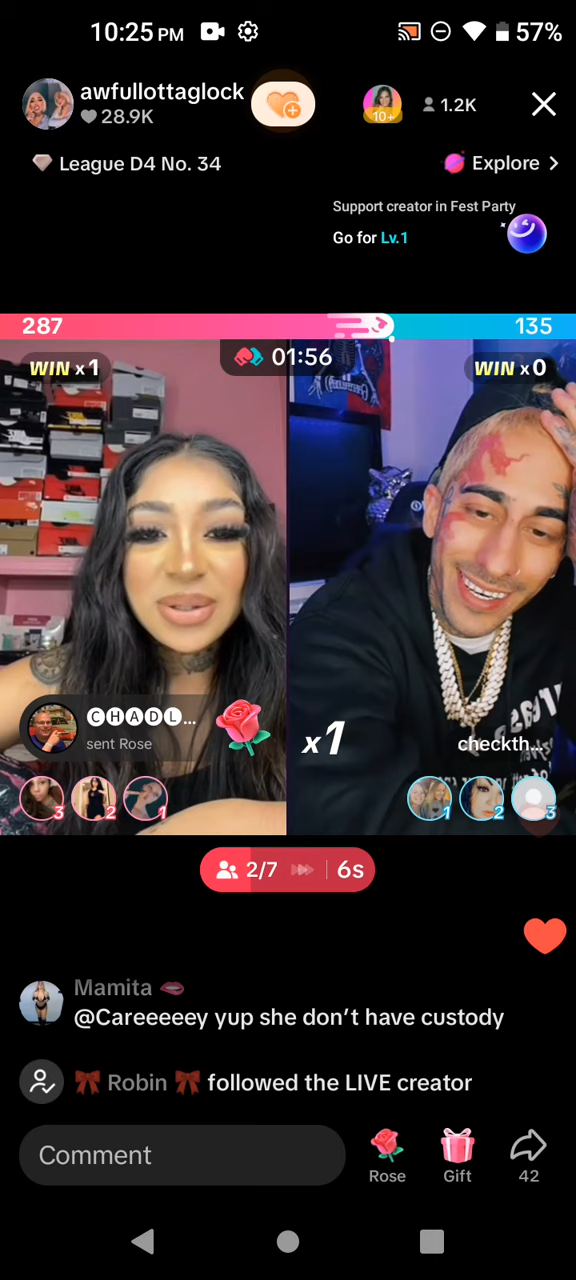 10:25 PM
57%
awfullottaglock
28.9K
10+
1.2K
League D4 No. 34
Explore >
Support creator in Fest Party
Go for Lv.1
287
135
WIN x 1
01:56
WIN x 0
CHADL...
sent Rose
x1
checkth...
3
2
1
1
2
3
2/7
6s
Mamita
@Careeeeey yup she don’t have custody
Robin followed the LIVE creator
Comment
Rose
Gift
42